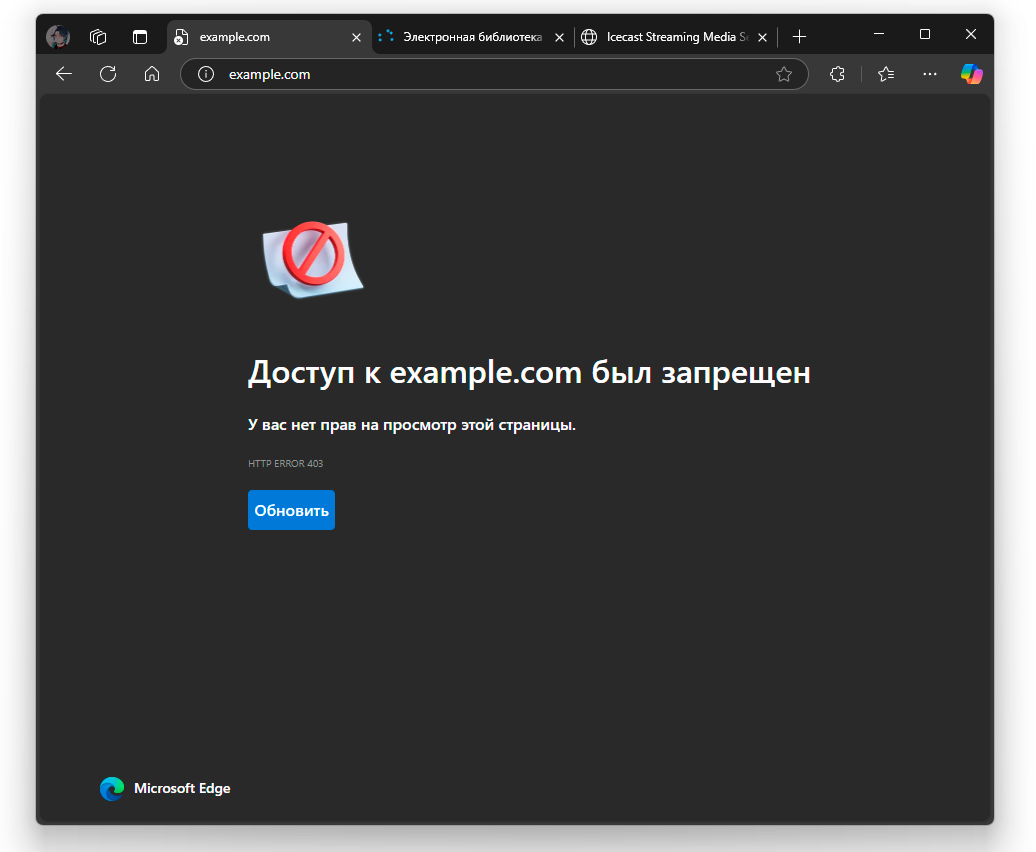 example.com
Электронная библиотека
Icecast Streaming Media Se
example.com
Доступ к example.com был запрещен
У вас нет прав на просмотр этой страницы.
HTTP ERROR 403
Обновить
Microsoft Edge